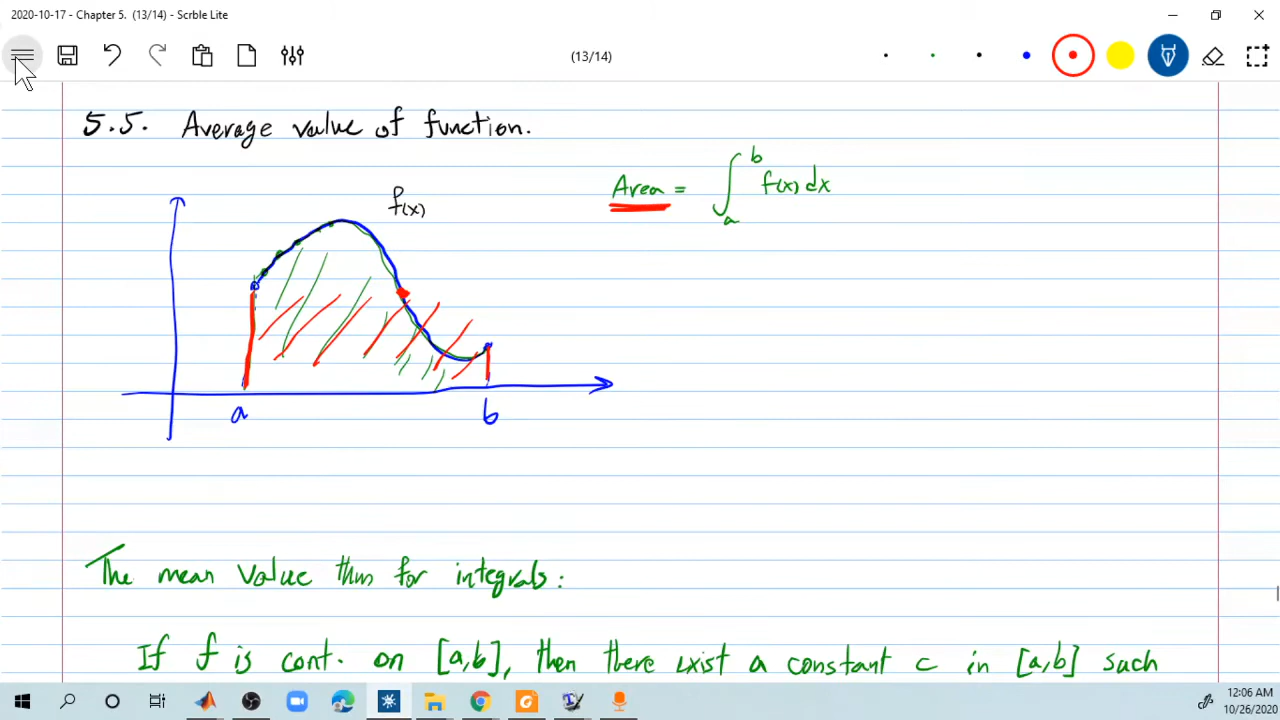 2020-10-17 - Chapter 5. (13/14) - Scrble Lite
(13/14)
5.5. Average value of function.
Area = ∫_a^b f(x) dx
f(x)
a
b
The mean value thm for integrals:
If f is cont. on [a,b], then there exist a constant c in [a,b] such
12:06 AM
10/26/2020